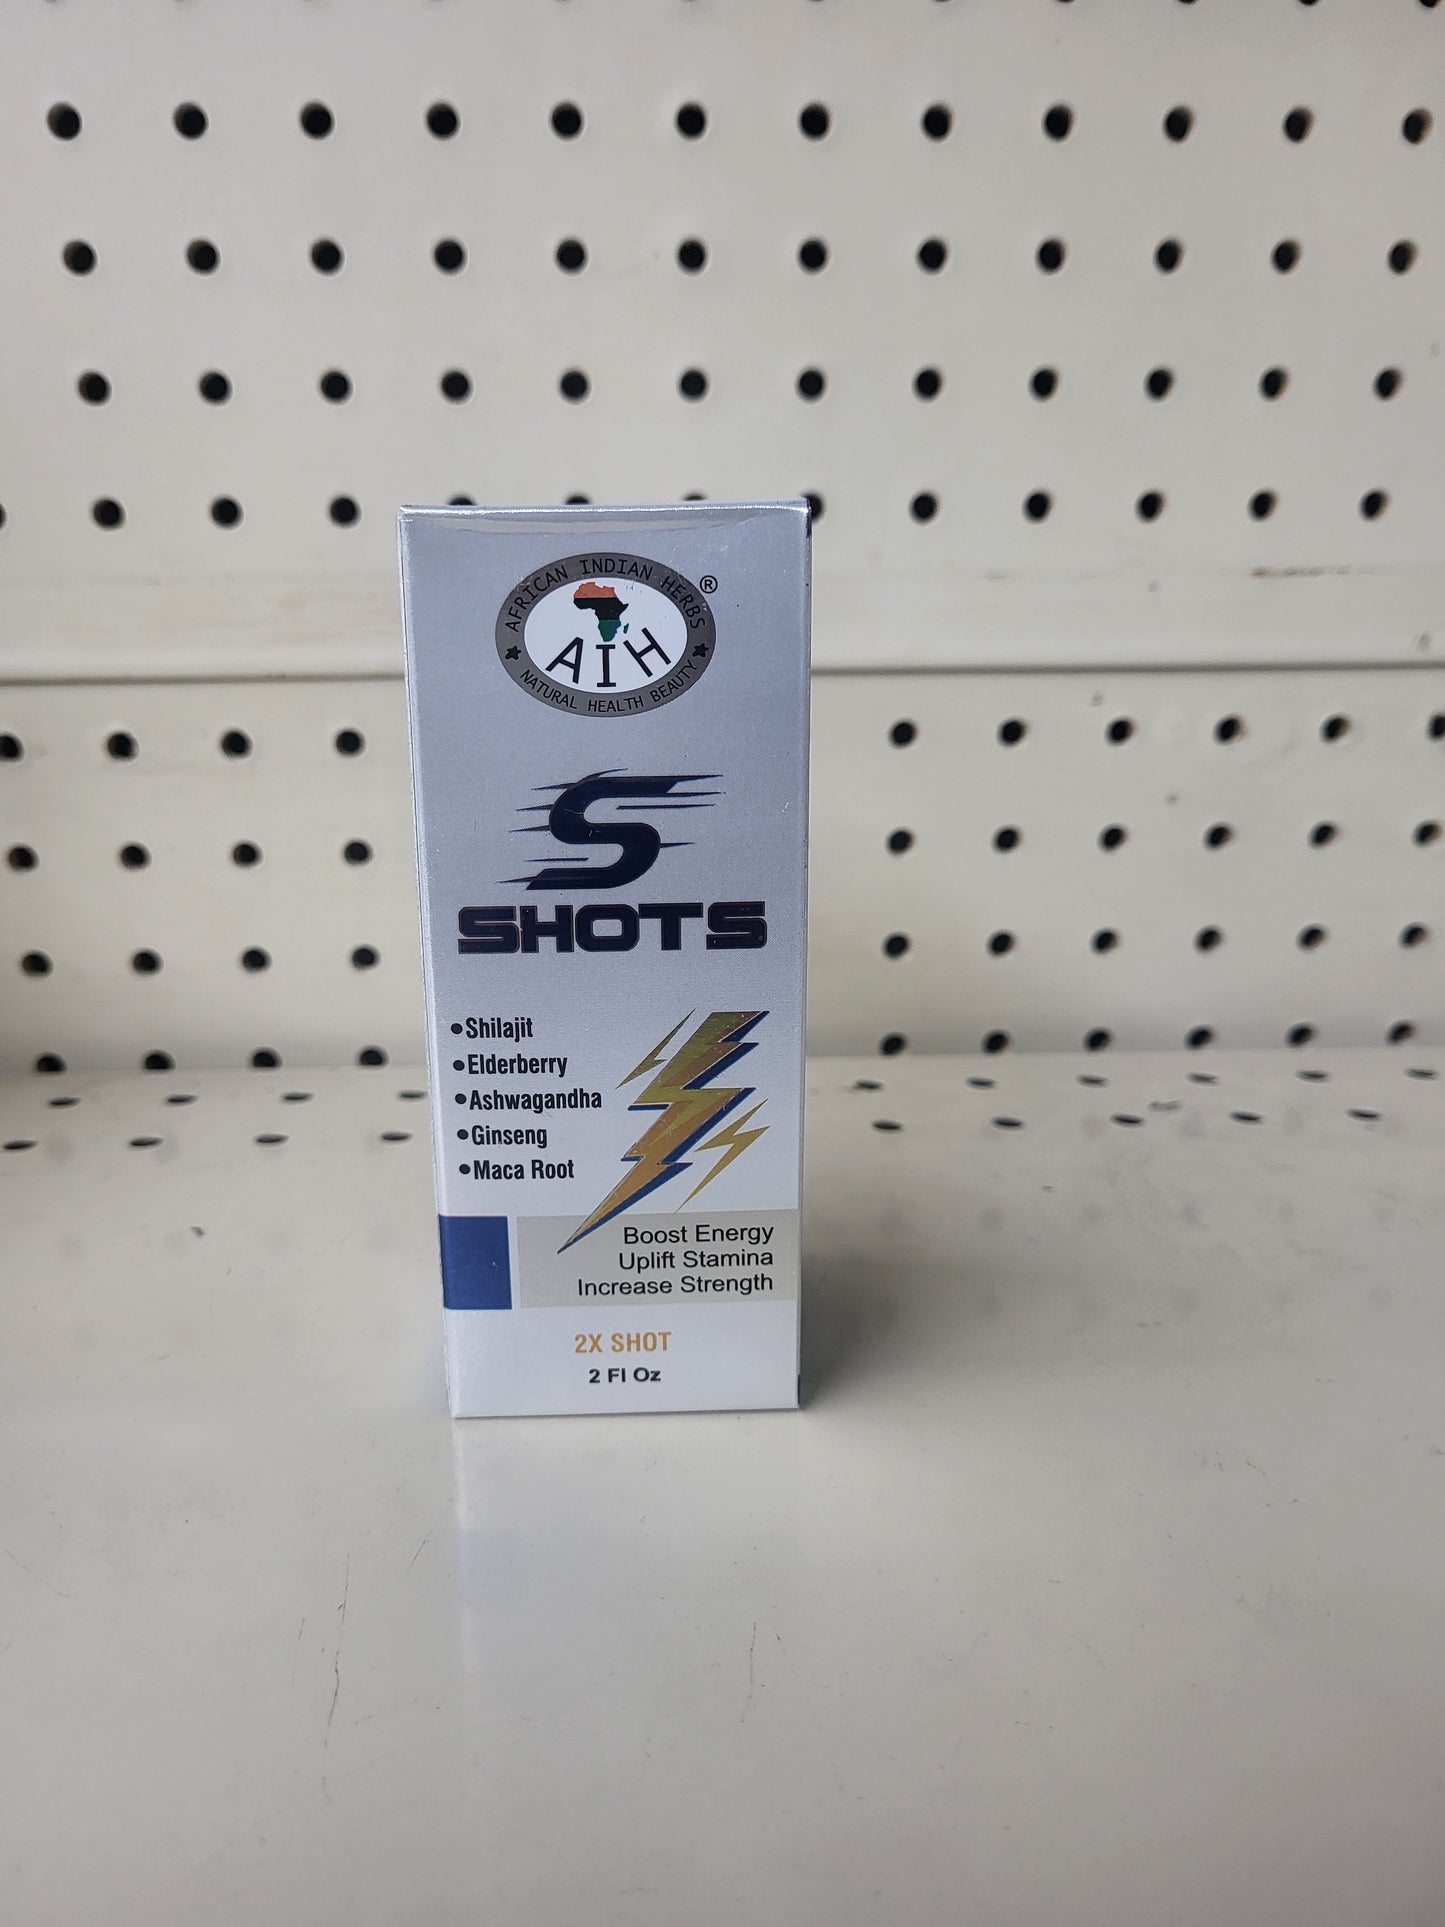 AFRICAN INDIAN HERBS ®
AIH
NATURAL HEALTH BEAUTY
S
SHOTS
•Shilajit
•Elderberry
•Ashwagandha
•Ginseng
•Maca Root
Boost Energy
Uplift Stamina
Increase Strength
2X SHOT
2 Fl Oz